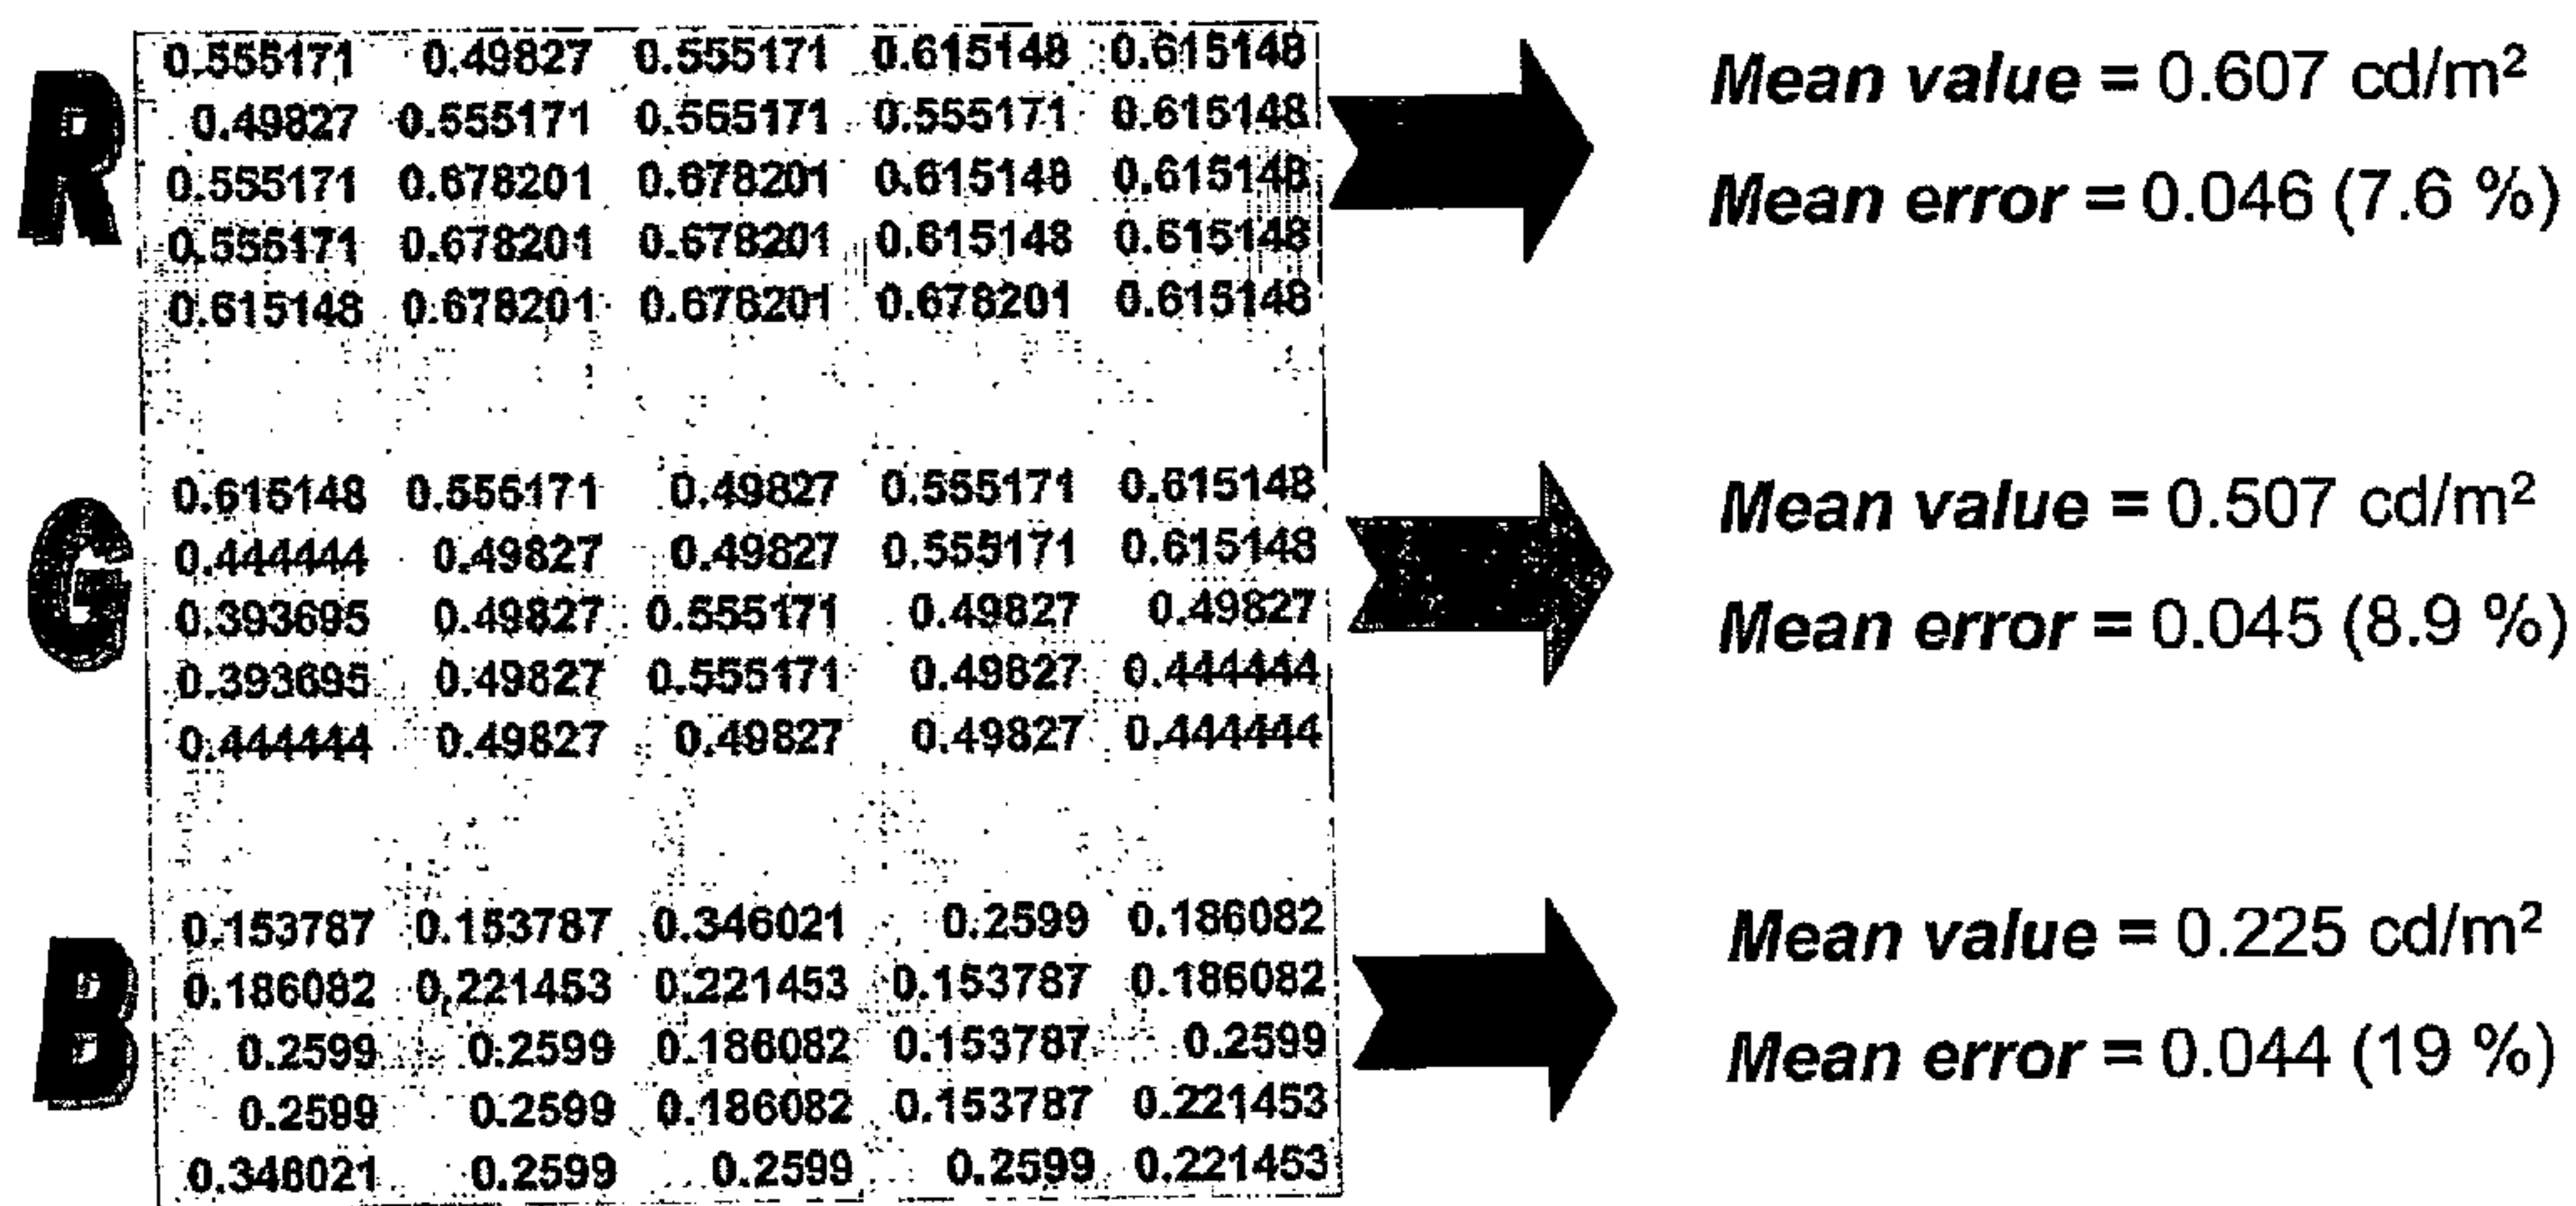 R
0.555171 0.49827 0.555171 0.615148 0.615148
0.49827 0.555171 0.555171 0.555171 0.615148
0.555171 0.678201 0.678201 0.615148 0.615148
0.555171 0.678201 0.678201 0.615148 0.615148
0.615148 0.678201 0.678201 0.678201 0.615148
Mean value = 0.607 cd/m²
Mean error = 0.046 (7.6 %)
G
0.615148 0.555171 0.49827 0.555171 0.615148
0.444444 0.49827 0.49827 0.555171 0.615148
0.393695 0.49827 0.555171 0.49827 0.49827
0.393695 0.49827 0.555171 0.49827 0.444444
0.444444 0.49827 0.49827 0.49827 0.444444
Mean value = 0.507 cd/m²
Mean error = 0.045 (8.9 %)
B
0.153787 0.153787 0.346021 0.2599 0.186082
0.186082 0.221453 0.221453 0.153787 0.186082
0.2599 0.2599 0.186082 0.153787 0.2599
0.2599 0.2599 0.186082 0.153787 0.221453
0.346021 0.2599 0.2599 0.2599 0.221453
Mean value = 0.225 cd/m²
Mean error = 0.044 (19 %)